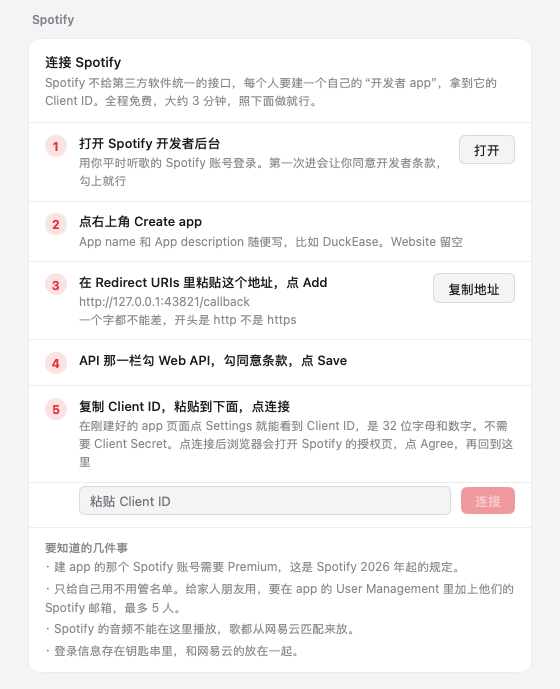 Spotify
连接 Spotify
Spotify 不给第三方软件统一的接口，每个人要建一个自己的“开发者 app”，拿到它的
Client ID。全程免费，大约 3 分钟，照下面做就行。
1
打开 Spotify 开发者后台
用你平时听歌的 Spotify 账号登录。第一次进会让你同意开发者条款，
勾上就行
打开
2
点右上角 Create app
App name 和 App description 随便写，比如 DuckEase。Website 留空
3
在 Redirect URIs 里粘贴这个地址，点 Add
http://127.0.0.1:43821/callback
一个字都不能差，开头是 http 不是 https
复制地址
4
API 那一栏勾 Web API，勾同意条款，点 Save
5
复制 Client ID，粘贴到下面，点连接
在刚建好的 app 页面点 Settings 就能看到 Client ID，是 32 位字母和数字。不需
要 Client Secret。点连接后浏览器会打开 Spotify 的授权页，点 Agree，再回到这
里
粘贴 Client ID
连接
要知道的几件事
· 建 app 的那个 Spotify 账号需要 Premium，这是 Spotify 2026 年起的规定。
· 只给自己用不用管名单。给家人朋友用，要在 app 的 User Management 里加上他们的
Spotify 邮箱，最多 5 人。
· Spotify 的音频不能在这里播放，歌都从网易云匹配来放。
· 登录信息存在钥匙串里，和网易云的放在一起。